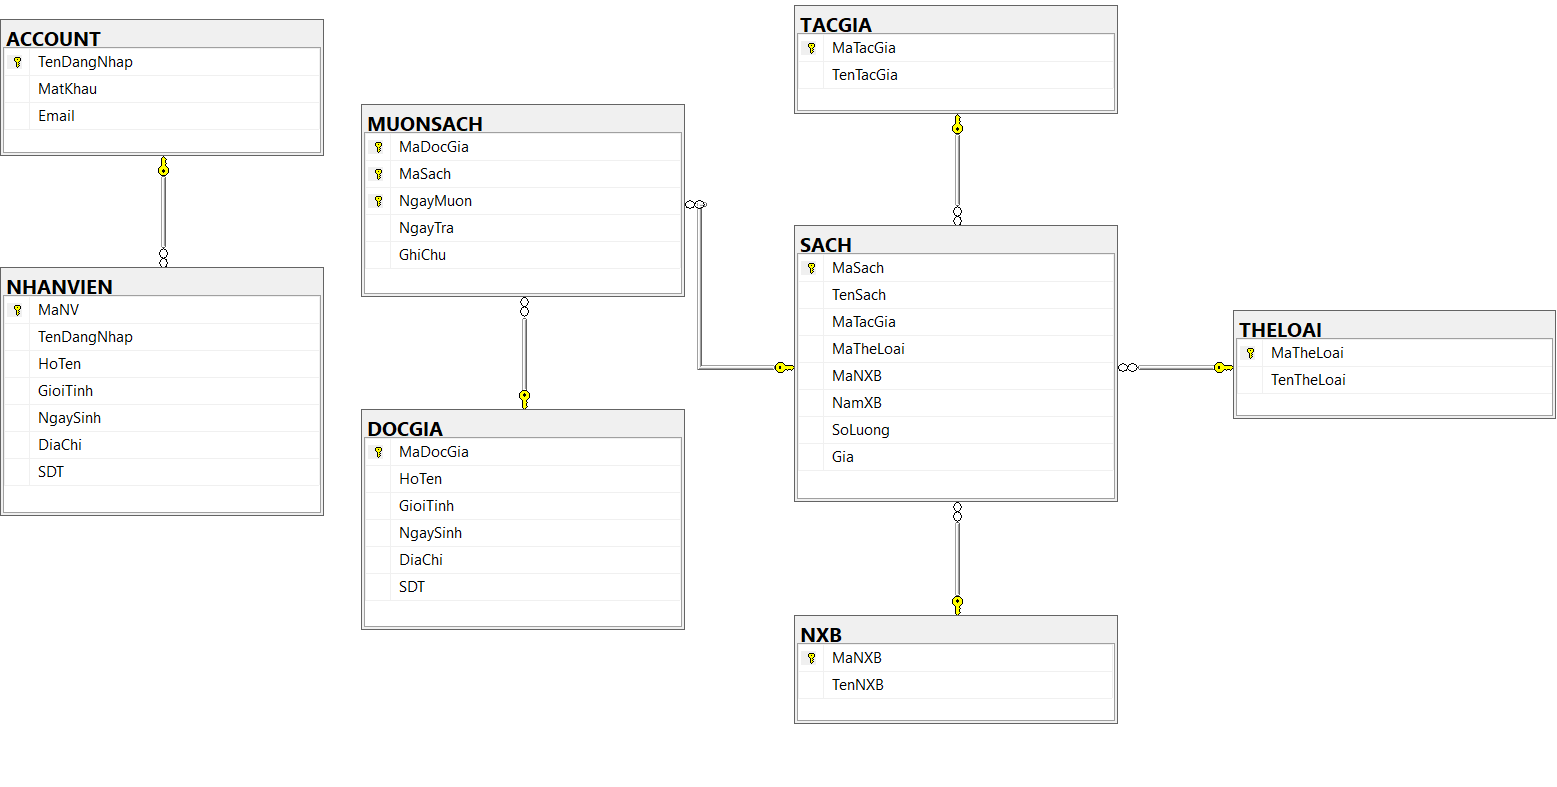 ACCOUNT
TenDangNhap
MatKhau
Email
NHANVIEN
MaNV
TenDangNhap
HoTen
GioiTinh
NgaySinh
DiaChi
SDT
MUONSACH
MaDocGia
MaSach
NgayMuon
NgayTra
GhiChu
DOCGIA
MaDocGia
HoTen
GioiTinh
NgaySinh
DiaChi
SDT
TACGIA
MaTacGia
TenTacGia
SACH
MaSach
TenSach
MaTacGia
MaTheLoai
MaNXB
NamXB
SoLuong
Gia
NXB
MaNXB
TenNXB
THELOAI
MaTheLoai
TenTheLoai